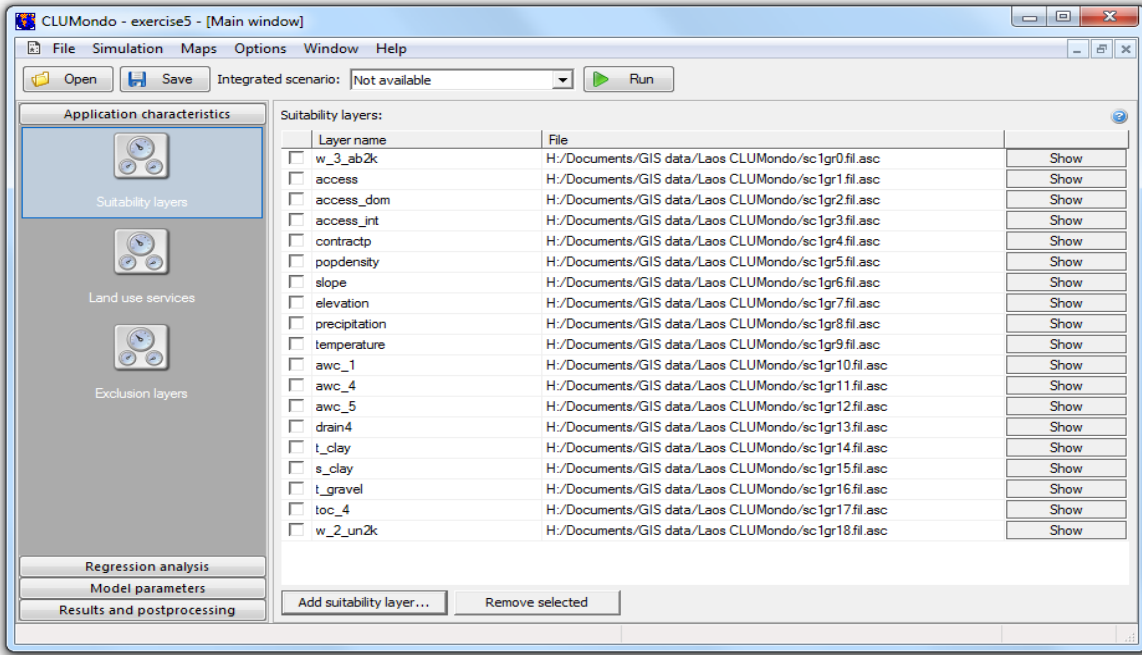 CLUMondo - exercise5 - [Main window]
File Simulation Maps Options Window Help
Open Save Integrated scenario: Not available Run
Application characteristics
Suitability layers
Land use services
Exclusion layers
Regression analysis
Model parameters
Results and postprocessing
Suitability layers:
Layer name File
w_3_ab2k H:/Documents/GIS data/Laos CLUMondo/sc1gr0.fil.asc Show
access H:/Documents/GIS data/Laos CLUMondo/sc1gr1.fil.asc Show
access_dom H:/Documents/GIS data/Laos CLUMondo/sc1gr2.fil.asc Show
access_int H:/Documents/GIS data/Laos CLUMondo/sc1gr3.fil.asc Show
contractp H:/Documents/GIS data/Laos CLUMondo/sc1gr4.fil.asc Show
popdensity H:/Documents/GIS data/Laos CLUMondo/sc1gr5.fil.asc Show
slope H:/Documents/GIS data/Laos CLUMondo/sc1gr6.fil.asc Show
elevation H:/Documents/GIS data/Laos CLUMondo/sc1gr7.fil.asc Show
precipitation H:/Documents/GIS data/Laos CLUMondo/sc1gr8.fil.asc Show
temperature H:/Documents/GIS data/Laos CLUMondo/sc1gr9.fil.asc Show
awc_1 H:/Documents/GIS data/Laos CLUMondo/sc1gr10.fil.asc Show
awc_4 H:/Documents/GIS data/Laos CLUMondo/sc1gr11.fil.asc Show
awc_5 H:/Documents/GIS data/Laos CLUMondo/sc1gr12.fil.asc Show
drain4 H:/Documents/GIS data/Laos CLUMondo/sc1gr13.fil.asc Show
t_clay H:/Documents/GIS data/Laos CLUMondo/sc1gr14.fil.asc Show
s_clay H:/Documents/GIS data/Laos CLUMondo/sc1gr15.fil.asc Show
t_gravel H:/Documents/GIS data/Laos CLUMondo/sc1gr16.fil.asc Show
toc_4 H:/Documents/GIS data/Laos CLUMondo/sc1gr17.fil.asc Show
w_2_un2k H:/Documents/GIS data/Laos CLUMondo/sc1gr18.fil.asc Show
Add suitability layer... Remove selected